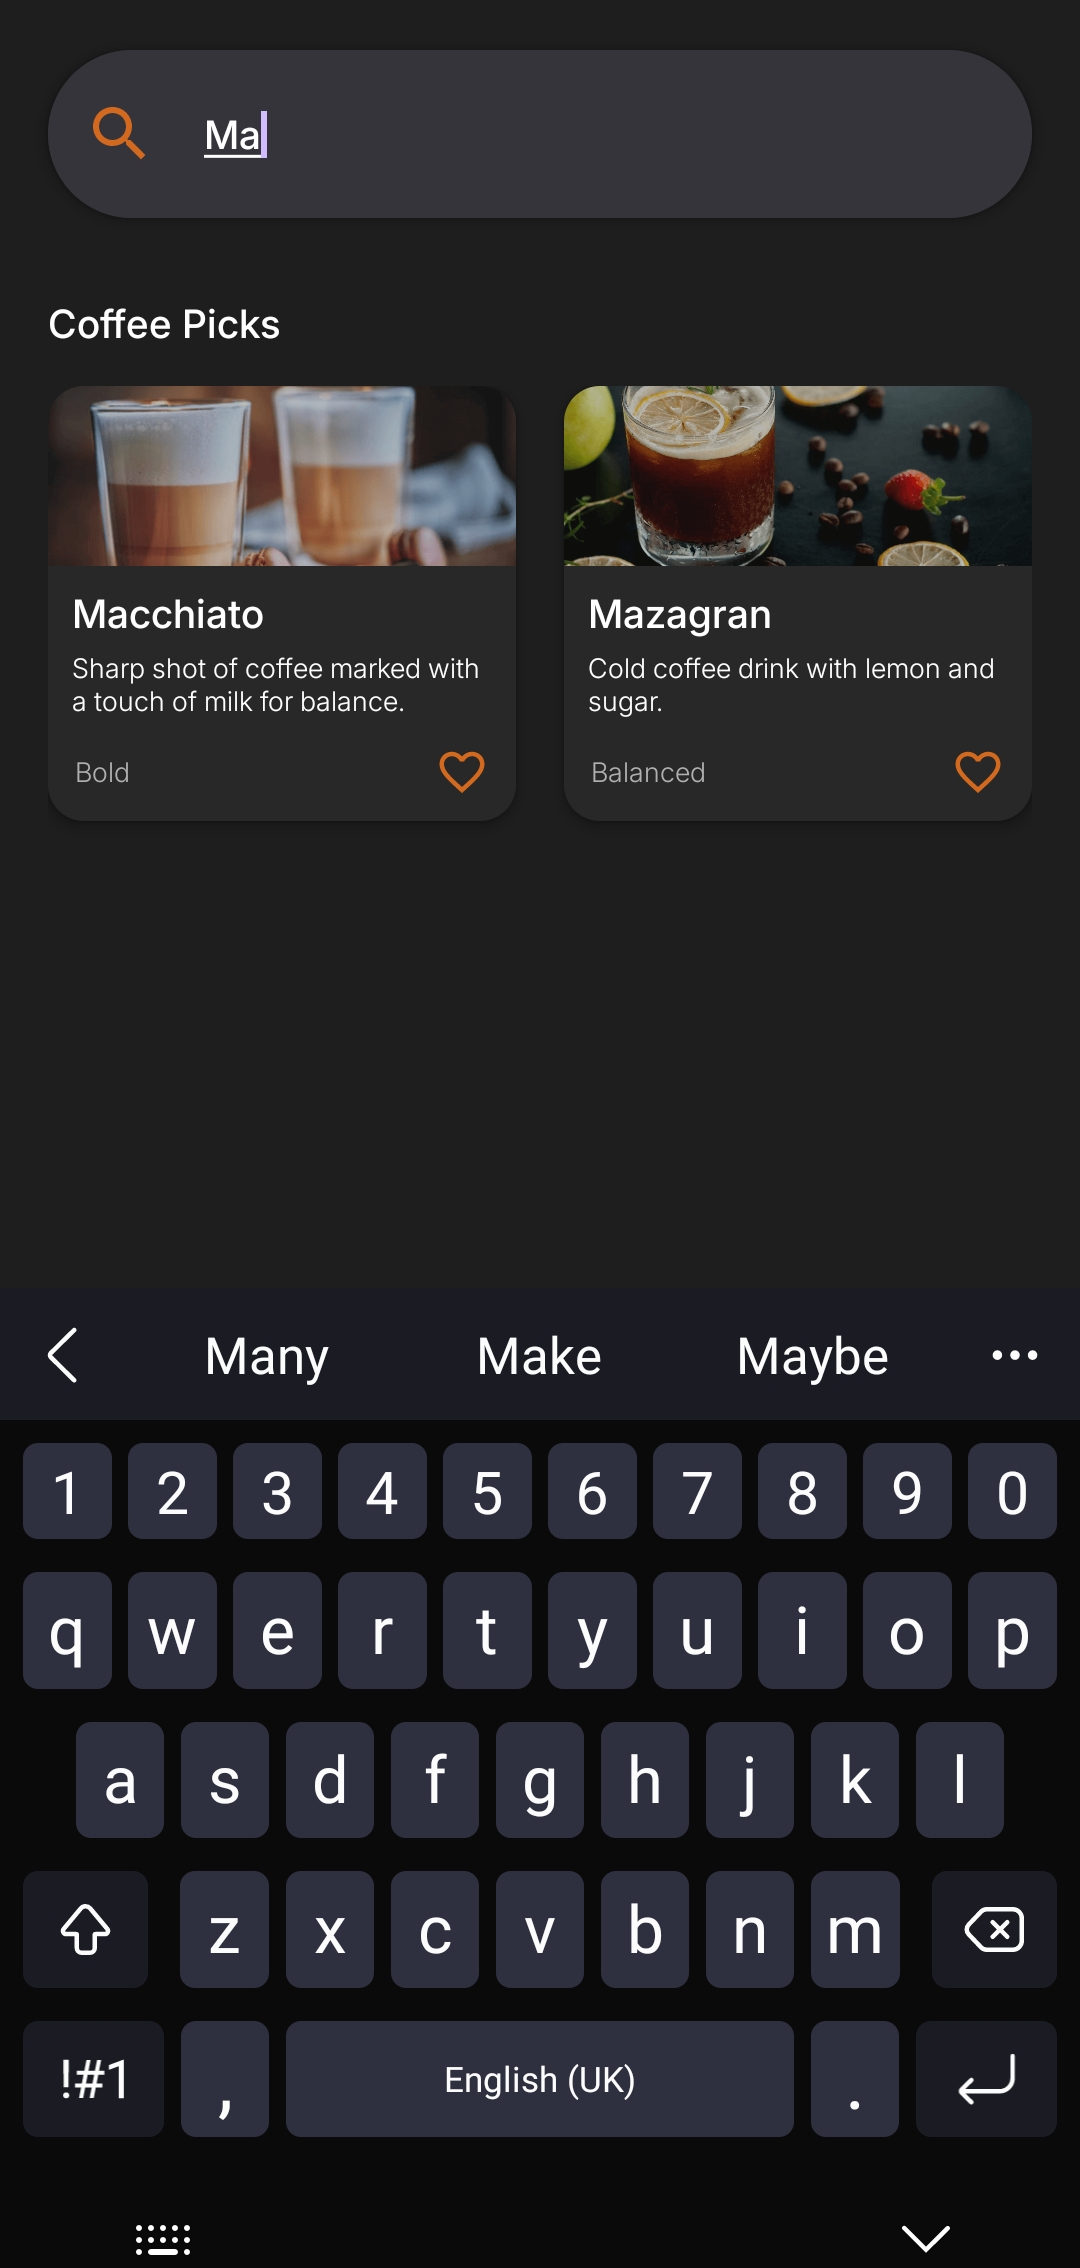 Ma
Coffee Picks
Macchiato
Sharp shot of coffee marked with
a touch of milk for balance.
Bold
Mazagran
Cold coffee drink with lemon and
sugar.
Balanced
Many Make Maybe
1 2 3 4 5 6 7 8 9 0
q w e r t y u i o p
a s d f g h j k l
z x c v b n m
!#1 , English (UK) .